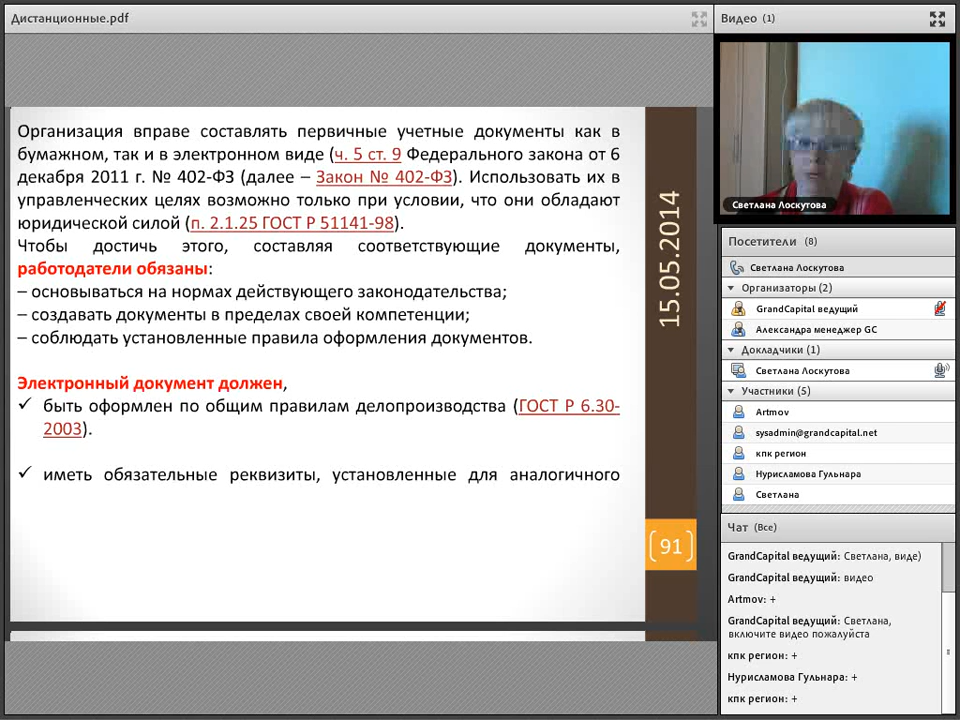 Дистанционные.pdf
Организация вправе составлять первичные учетные документы как в
бумажном, так и в электронном виде (ч. 5 ст. 9 Федерального закона от 6
декабря 2011 г. № 402-ФЗ (далее – Закон № 402-ФЗ). Использовать их в
управленческих целях возможно только при условии, что они обладают
юридической силой (п. 2.1.25 ГОСТ Р 51141-98).
Чтобы достичь этого, составляя соответствующие документы,
работодатели обязаны:
– основываться на нормах действующего законодательства;
– создавать документы в пределах своей компетенции;
– соблюдать установленные правила оформления документов.
Электронный документ должен,
✓ быть оформлен по общим правилам делопроизводства (ГОСТ Р 6.30-
2003).
✓ иметь обязательные реквизиты, установленные для аналогичного
15.05.2014
91
Видео (1)
Светлана Лоскутова
Посетители (8)
Светлана Лоскутова
Организаторы (2)
GrandCapital ведущий
Александра менеджер GC
Докладчики (1)
Светлана Лоскутова
Участники (5)
Artmov
sysadmin@grandcapital.net
кпк регион
Нурисламова Гульнара
Светлана
Чат (Все)
GrandCapital ведущий: Светлана, виде)
GrandCapital ведущий: видео
Artmov: +
GrandCapital ведущий: Светлана,
включите видео пожалуйста
кпк регион: +
Нурисламова Гульнара: +
кпк регион: +